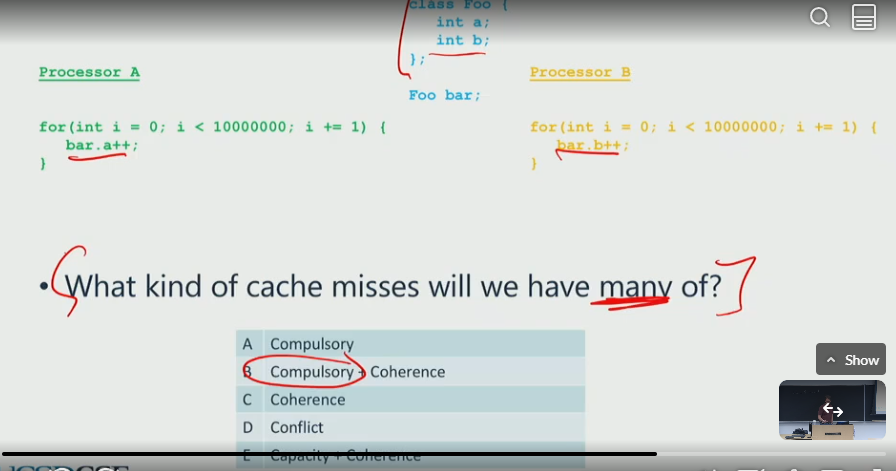 class Foo {
int a;
int b;
};
Processor A
Processor B
Foo bar;
for(int i = 0; i < 10000000; i += 1) {
for(int i = 0; i < 10000000; i += 1) {
bar.a++;
bar.b++;
}
}
• What kind of cache misses will we have many of?
A Compulsory
B Compulsory + Coherence
C Coherence
D Conflict
E Capacity + Coherence
Show